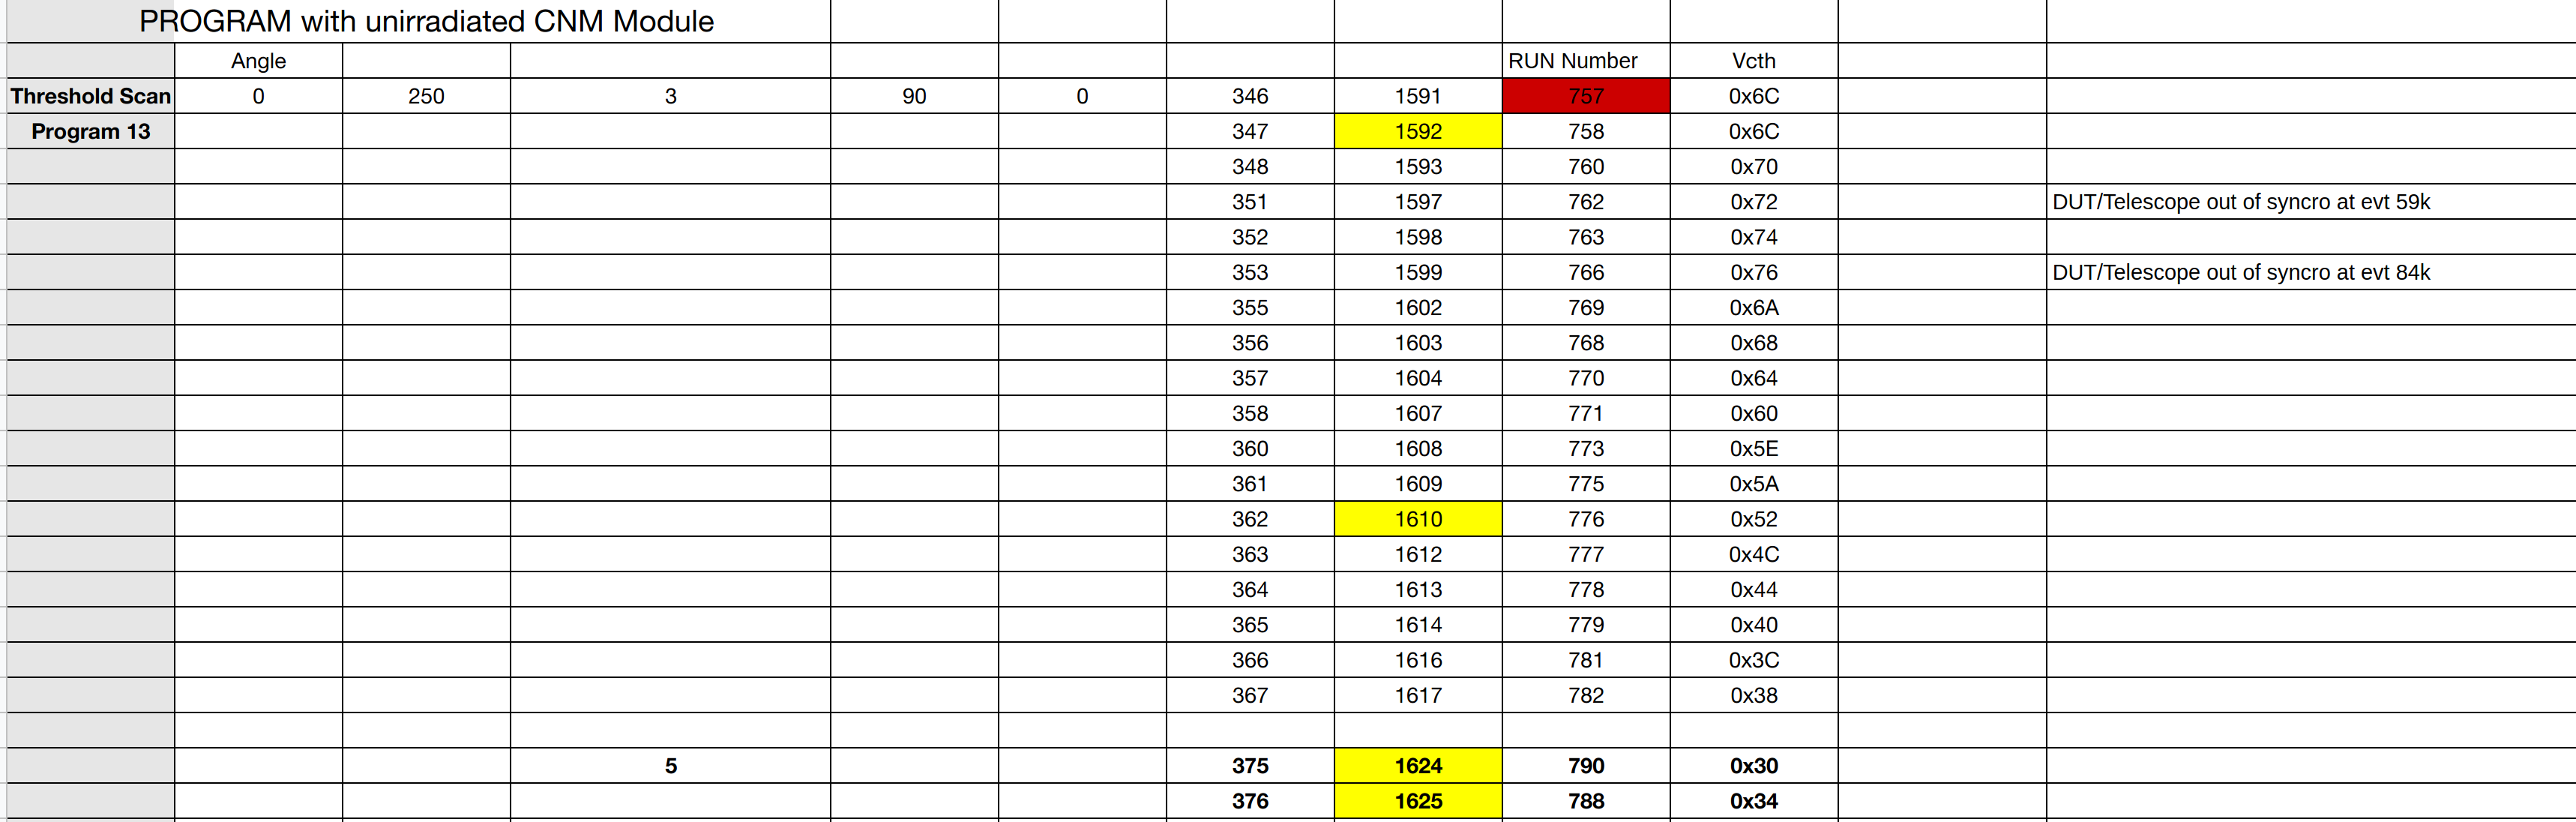 PROGRAM with unirradiated CNM Module
Angle RUN Number Vcth
Threshold Scan 0 250 3 90 0 346 1591 757 0x6C
Program 13 347 1592 758 0x6C
348 1593 760 0x70
351 1597 762 0x72 DUT/Telescope out of syncro at evt 59k
352 1598 763 0x74
353 1599 766 0x76 DUT/Telescope out of syncro at evt 84k
355 1602 769 0x6A
356 1603 768 0x68
357 1604 770 0x64
358 1607 771 0x60
360 1608 773 0x5E
361 1609 775 0x5A
362 1610 776 0x52
363 1612 777 0x4C
364 1613 778 0x44
365 1614 779 0x40
366 1616 781 0x3C
367 1617 782 0x38
5 375 1624 790 0x30
376 1625 788 0x34